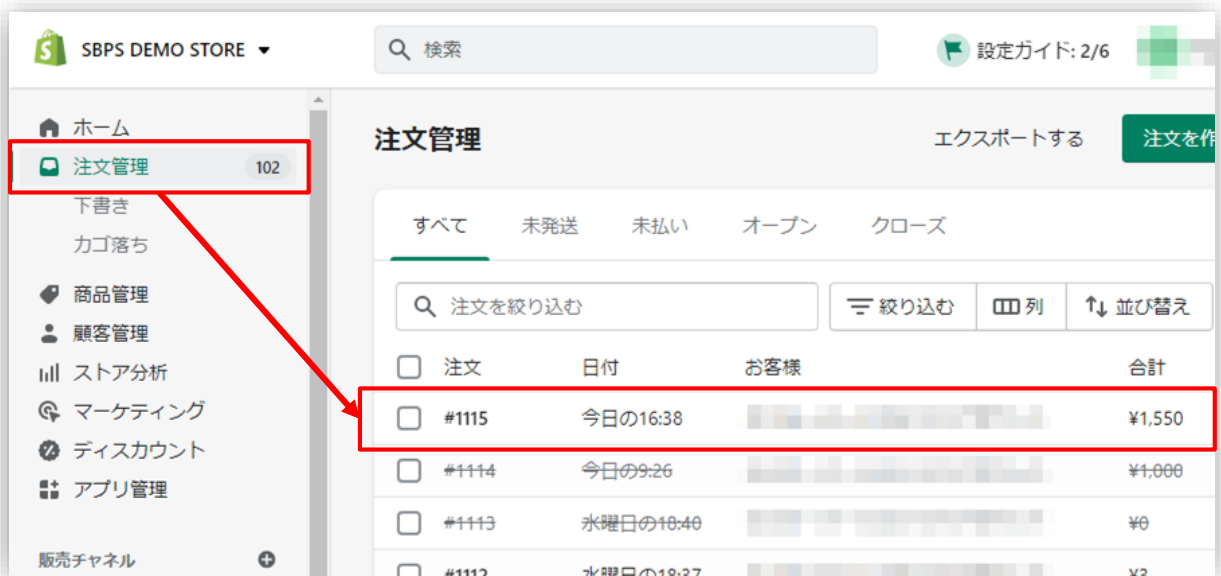 SBPS DEMO STORE
検索
設定ガイド: 2/6
ホーム
注文管理 102
下書き
カゴ落ち
商品管理
顧客管理
ストア分析
マーケティング
ディスカウント
アプリ管理
販売チャネル
注文管理
エクスポートする
注文を作
すべて 未発送 未払い オープン クローズ
注文を絞り込む
絞り込む 列 並び替え
注文 日付 お客様 合計
#1115 今日の16:38 ¥1,550
#1114 今日の9:26 ¥1,000
#1113 水曜日の18:40 ¥0
#1112 水曜日の18:37 ¥3